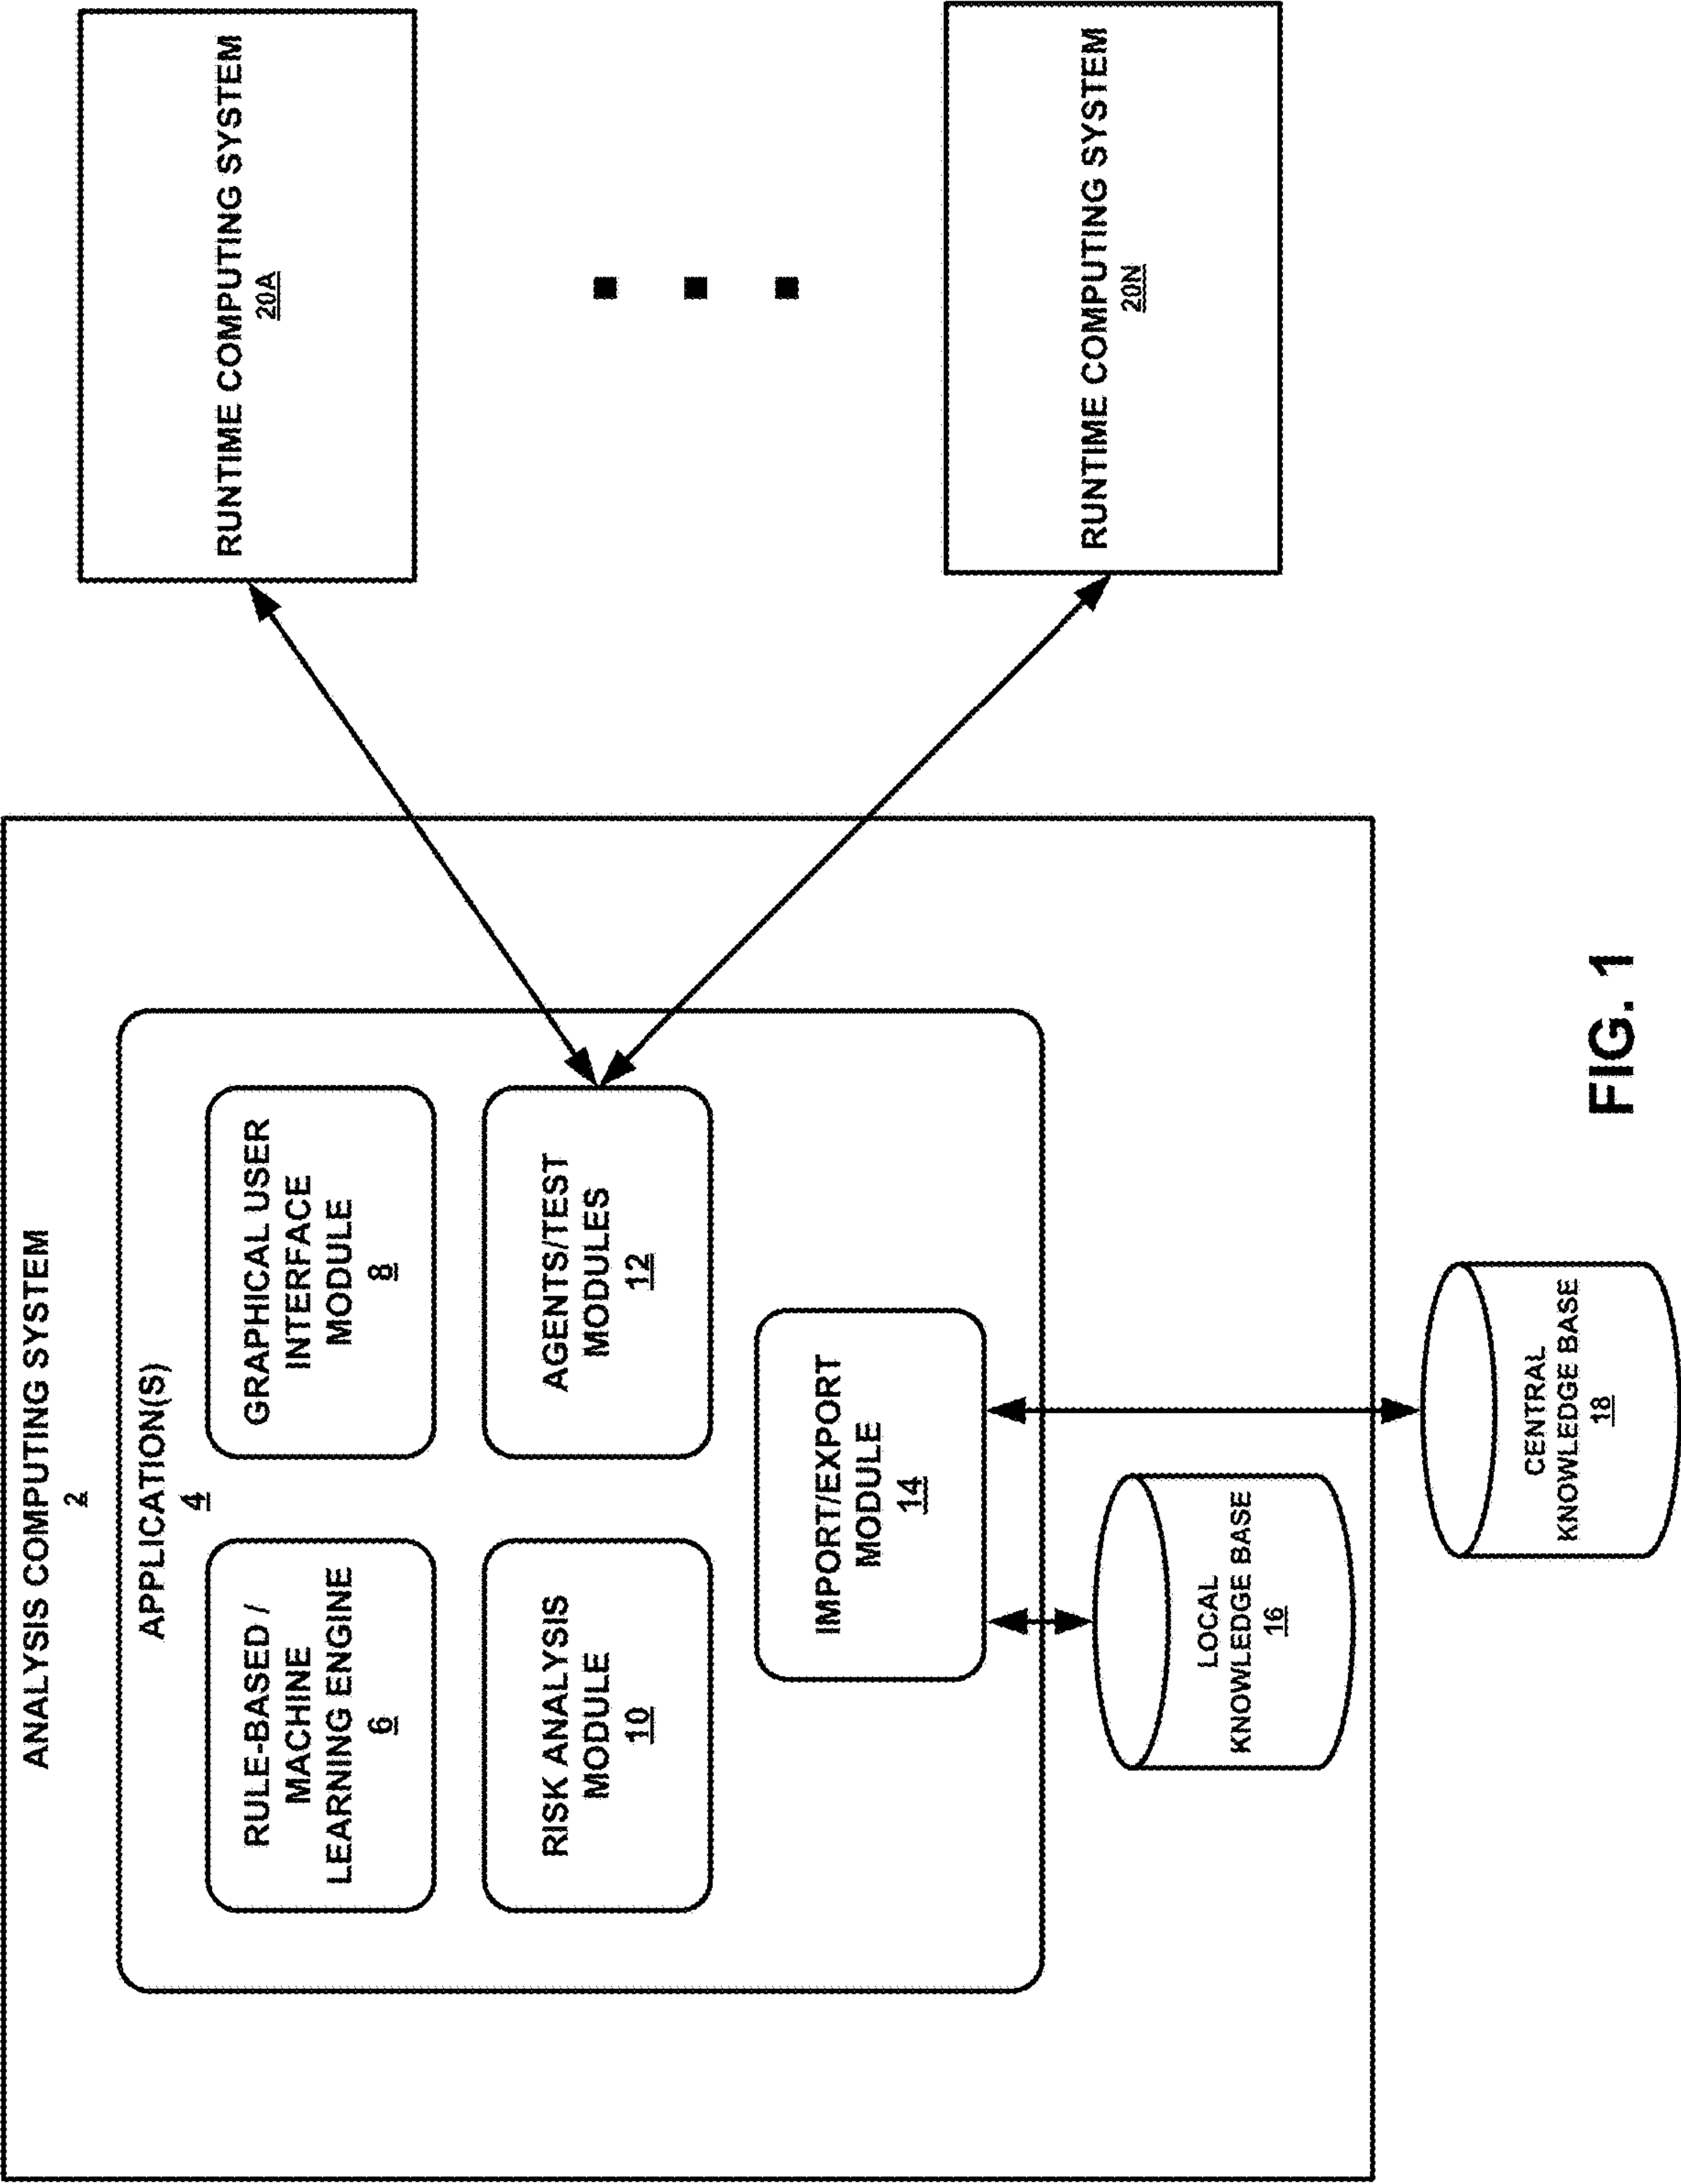 ANALYSIS COMPUTING SYSTEM
2
APPLICATION(S)
4
RULE-BASED /
MACHINE
LEARNING ENGINE
6
GRAPHICAL USER
INTERFACE
MODULE
8
RISK ANALYSIS
MODULE
10
AGENTS/TEST
MODULES
12
IMPORT/EXPORT
MODULE
14
LOCAL
KNOWLEDGE BASE
16
CENTRAL
KNOWLEDGE BASE
18
RUNTIME COMPUTING SYSTEM
20A
RUNTIME COMPUTING SYSTEM
20N
FIG. 1